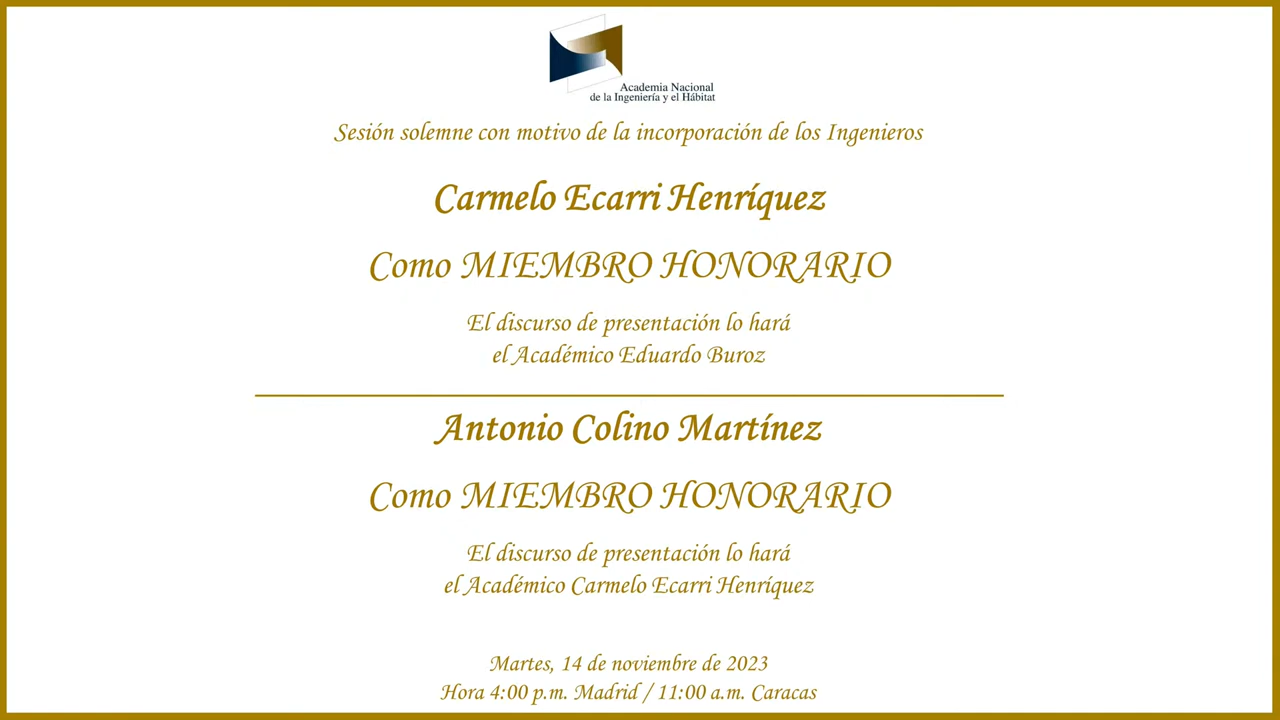 Academia Nacional
de la Ingeniería y el Hábitat
Sesión solemne con motivo de la incorporación de los Ingenieros
Carmelo Ecarri Henríquez
Como MIEMBRO HONORARIO
El discurso de presentación lo hará
el Académico Eduardo Buroz
Antonio Colino Martínez
Como MIEMBRO HONORARIO
El discurso de presentación lo hará
el Académico Carmelo Ecarri Henríquez
Martes, 14 de noviembre de 2023
Hora 4:00 p.m. Madrid / 11:00 a.m. Caracas